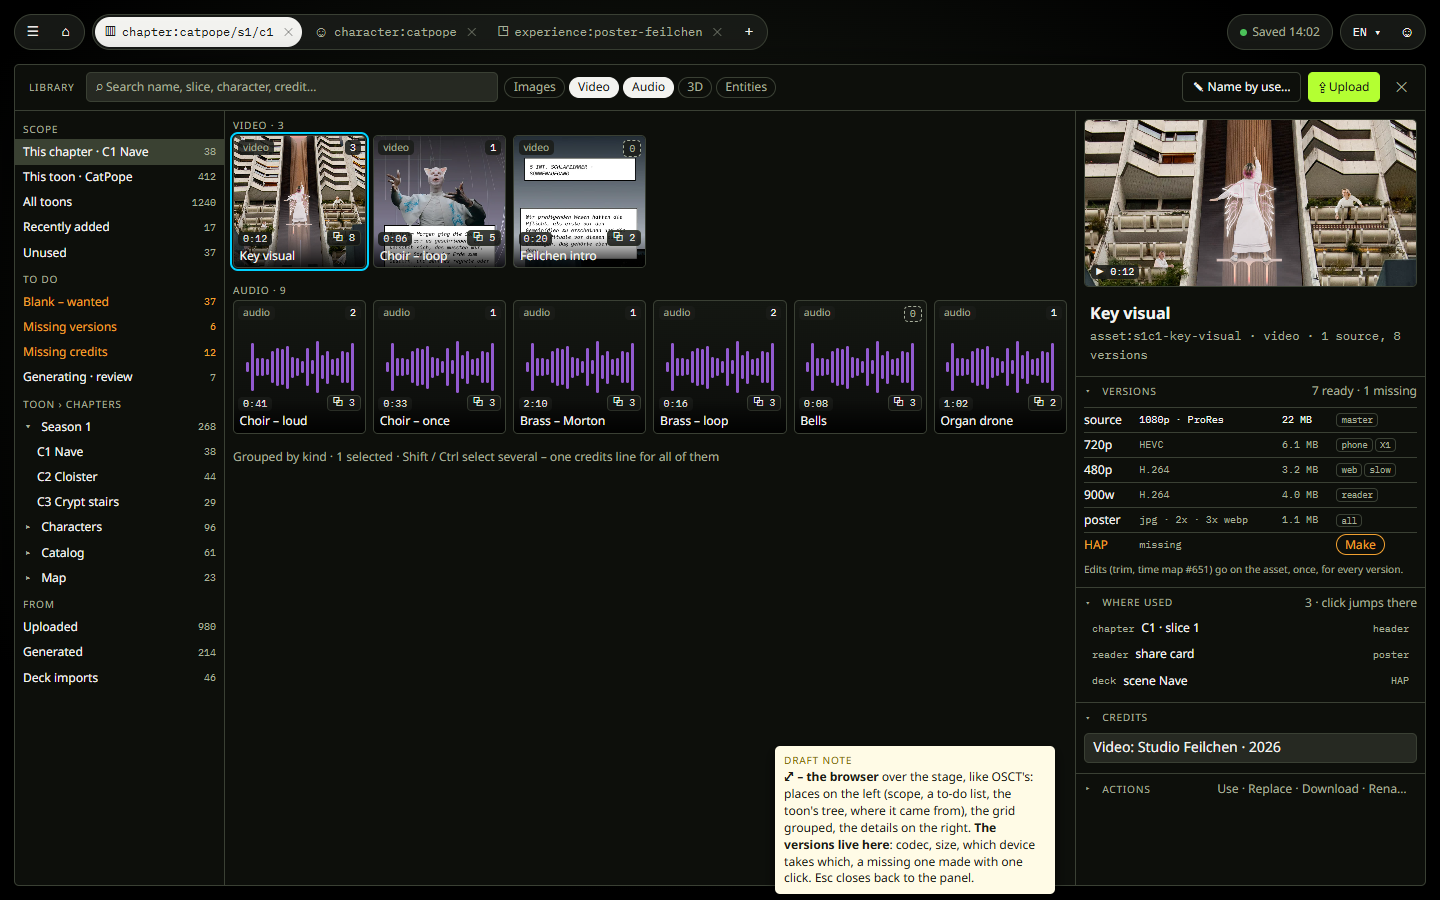 chapter:catpope/s1/c1
character:catpope
experience:poster-feilchen
+
Saved 14:02
EN
LIBRARY
Search name, slice, character, credit...
Images
Video
Audio
3D
Entities
Name by use...
Upload
SCOPE
This chapter · C1 Nave 38
This toon · CatPope 412
All toons 1240
Recently added 17
Unused 37
TO DO
Blank – wanted 37
Missing versions 6
Missing credits 12
Generating · review 7
TOON › CHAPTERS
Season 1 268
C1 Nave 38
C2 Cloister 44
C3 Crypt stairs 29
Characters 96
Catalog 61
Map 23
FROM
Uploaded 980
Generated 214
Deck imports 46
VIDEO · 3
video 3
0:12 8
Key visual
video 1
0:06 5
Choir – loop
video 0
0:20 2
Feilchen intro
AUDIO · 9
audio 2
0:41 3
Choir – loud
audio 1
0:33 3
Choir – once
audio 1
2:10 3
Brass – Morton
audio 2
0:16 3
Brass – loop
audio 0
0:08 3
Bells
audio 1
1:02 2
Organ drone
Grouped by kind · 1 selected · Shift / Ctrl select several – one credits line for all of them
DRAFT NOTE
⤢ – the browser over the stage, like OSCT's:
places on the left (scope, a to-do list, the
toon's tree, where it came from), the grid
grouped, the details on the right. The
versions live here: codec, size, which device
takes which, a missing one made with one
click. Esc closes back to the panel.
0:12
Key visual
asset:s1c1-key-visual · video · 1 source, 8
versions
VERSIONS 7 ready · 1 missing
source 1080p · ProRes 22 MB master
720p HEVC 6.1 MB phone X1
480p H.264 3.2 MB web slow
900w H.264 4.0 MB reader
poster jpg · 2x · 3x webp 1.1 MB all
HAP missing Make
Edits (trim, time map #651) go on the asset, once, for every version.
WHERE USED 3 · click jumps there
chapter C1 · slice 1 header
reader share card poster
deck scene Nave HAP
CREDITS
Video: Studio Feilchen · 2026
ACTIONS Use · Replace · Download · Rena...